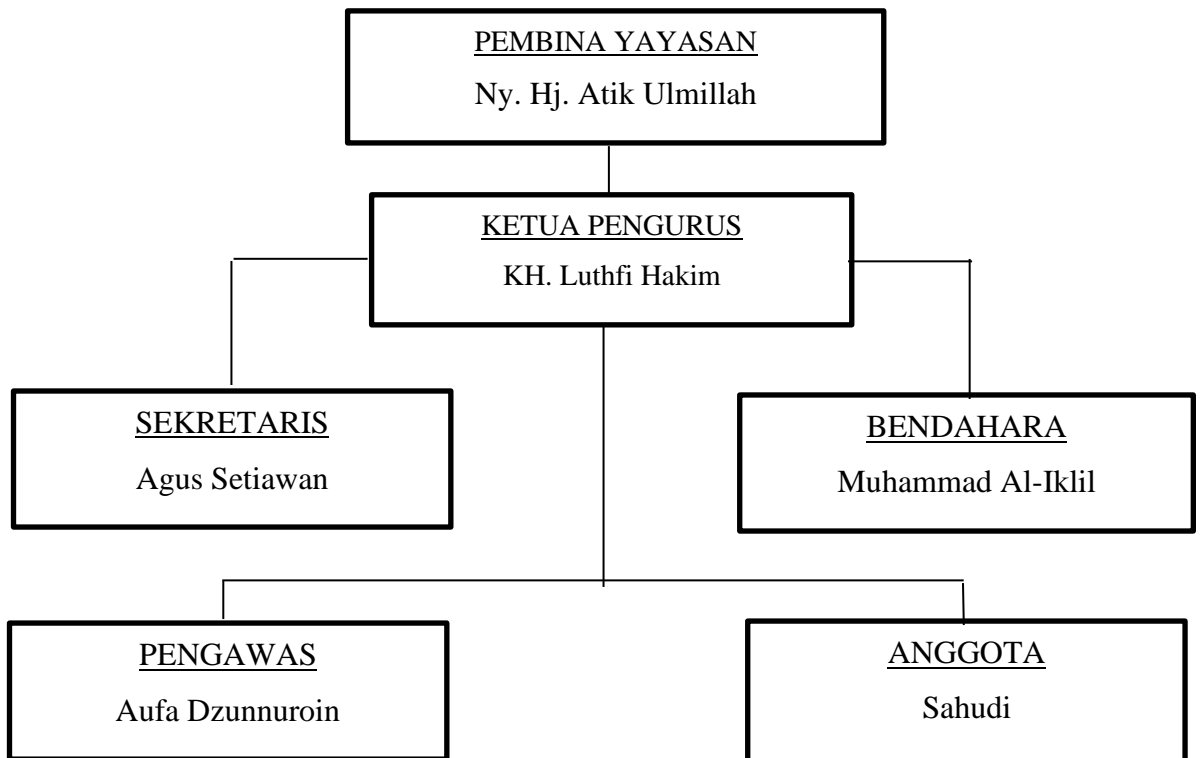 PEMBINA YAYASAN
Ny. Hj. Atik Ulmillah
KETUA PENGURUS
KH. Luthfi Hakim
SEKRETARIS
Agus Setiawan
BENDAHARA
Muhammad Al-Iklil
PENGAWAS
Aufa Dzunnuroin
ANGGOTA
Sahudi